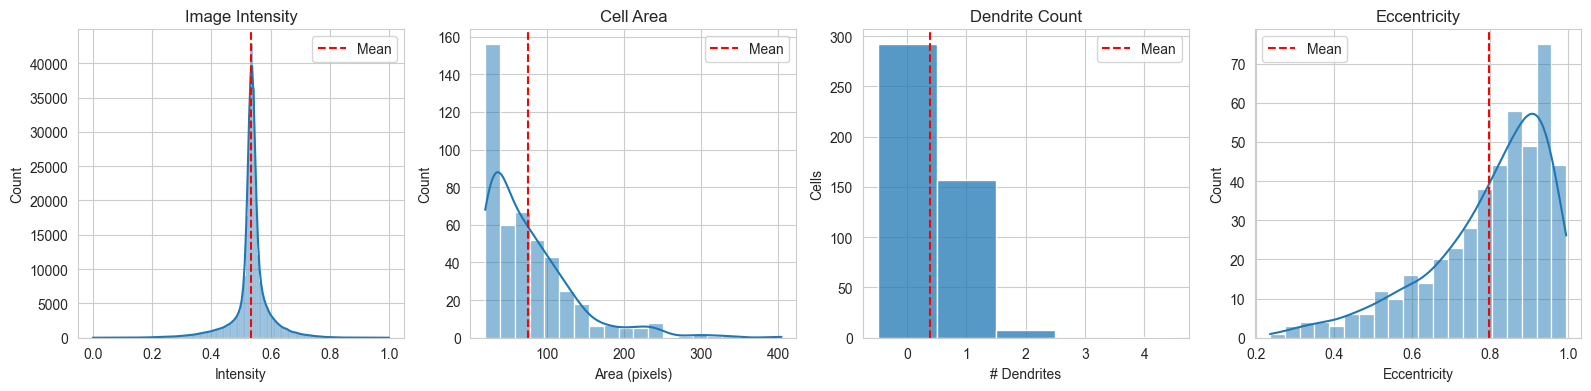 Image Intensity
Mean
Count
40000
35000
30000
25000
20000
15000
10000
5000
0
0.0 0.2 0.4 0.6 0.8 1.0
Intensity
Cell Area
Mean
Count
160
140
120
100
80
60
40
20
0
100 200 300 400
Area (pixels)
Dendrite Count
Mean
Cells
300
250
200
150
100
50
0
0 1 2 3 4
# Dendrites
Eccentricity
Mean
Count
70
60
50
40
30
20
10
0
0.2 0.4 0.6 0.8 1.0
Eccentricity